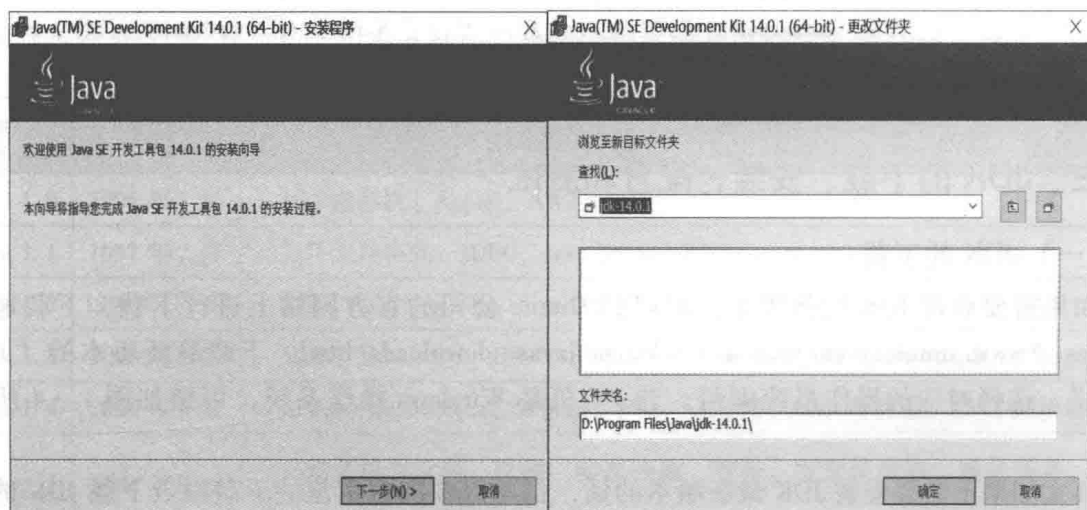 Java(TM) SE Development Kit 14.0.1 (64-bit) - 安装程序
Java
欢迎使用 Java SE 开发工具包 14.0.1 的安装向导
本向导将指导您完成 Java SE 开发工具包 14.0.1 的安装过程。
下一步(N) >
取消
Java(TM) SE Development Kit 14.0.1 (64-bit) - 更改文件夹
Java
浏览至新目标文件夹
查找(L):
jdk-14.0.1
文件夹名:
D:\Program Files\Java\jdk-14.0.1\
确定
取消